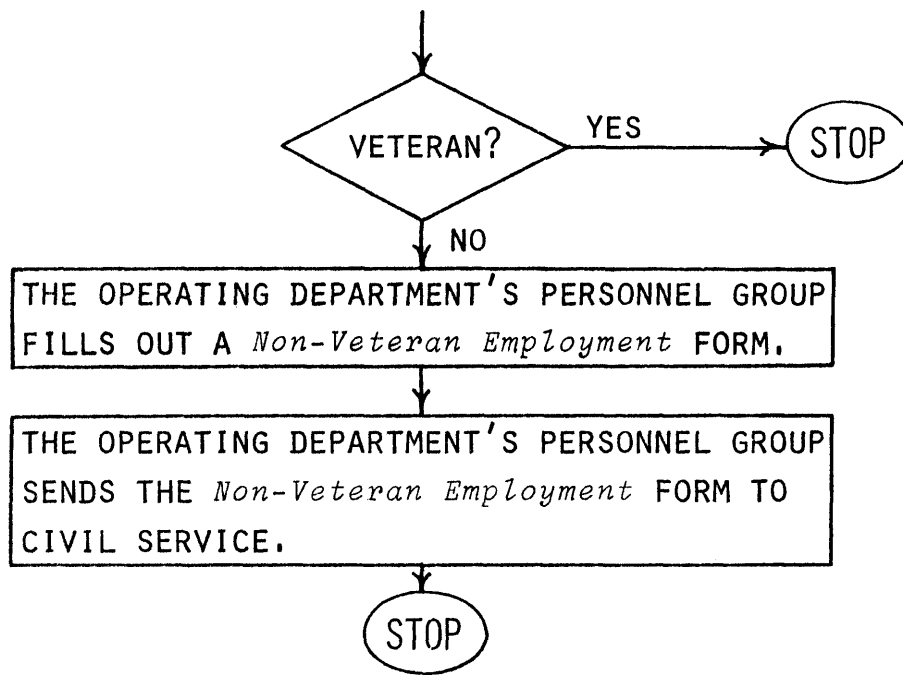 VETERAN?
YES
STOP
NO
THE OPERATING DEPARTMENT'S PERSONNEL GROUP
FILLS OUT A Non-Veteran Employment FORM.
THE OPERATING DEPARTMENT'S PERSONNEL GROUP
SENDS THE Non-Veteran Employment FORM TO
CIVIL SERVICE.
STOP